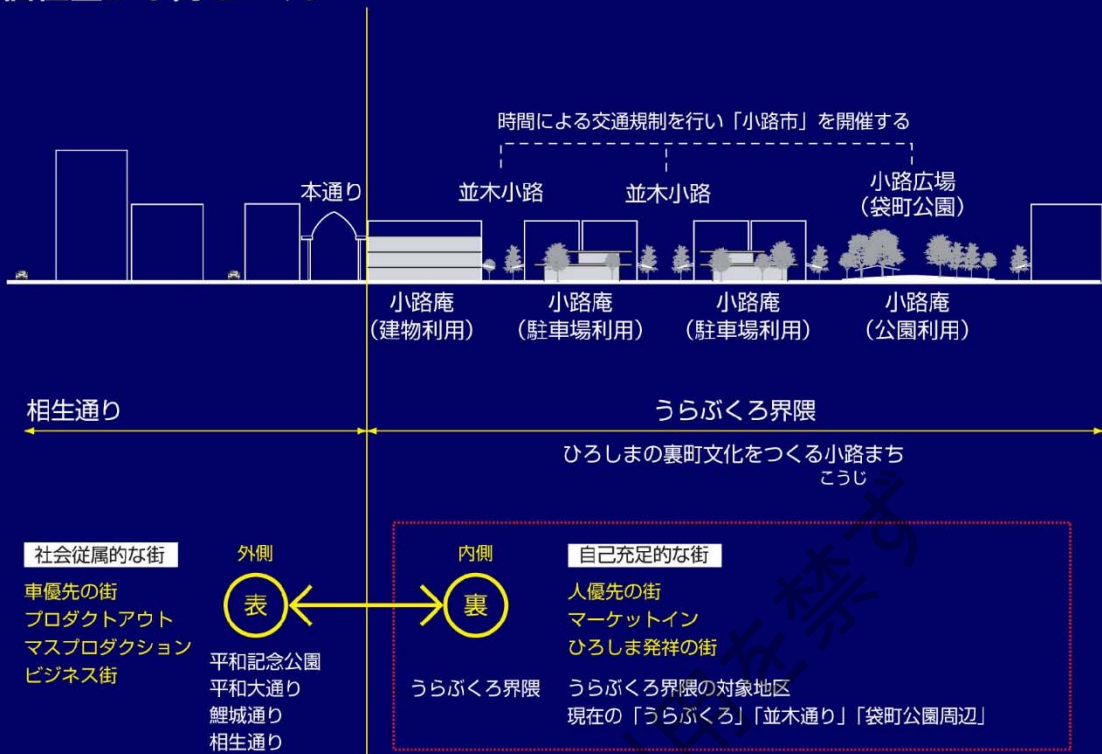 時間による交通規制を行い「小路市」を開催する
本通り
並木小路
並木小路
小路広場
(袋町公園)
小路庵
(建物利用)
小路庵
(駐車場利用)
小路庵
(駐車場利用)
小路庵
(公園利用)
相生通り
うらぶくろ界隈
ひろしまの裏町文化をつくる小路まち
こうじ
社会従属的な街
車優先の街
プロダクトアウト
マスプロダクション
ビジネス街
外側
表
平和記念公園
平和大通り
鯉城通り
相生通り
内側
裏
うらぶくろ界隈
自己充足的な街
人優先の街
マーケットイン
ひろしま発祥の街
うらぶくろ界隈の対象地区
現在の「うらぶくろ」「並木通り」「袋町公園周辺」
を禁ず